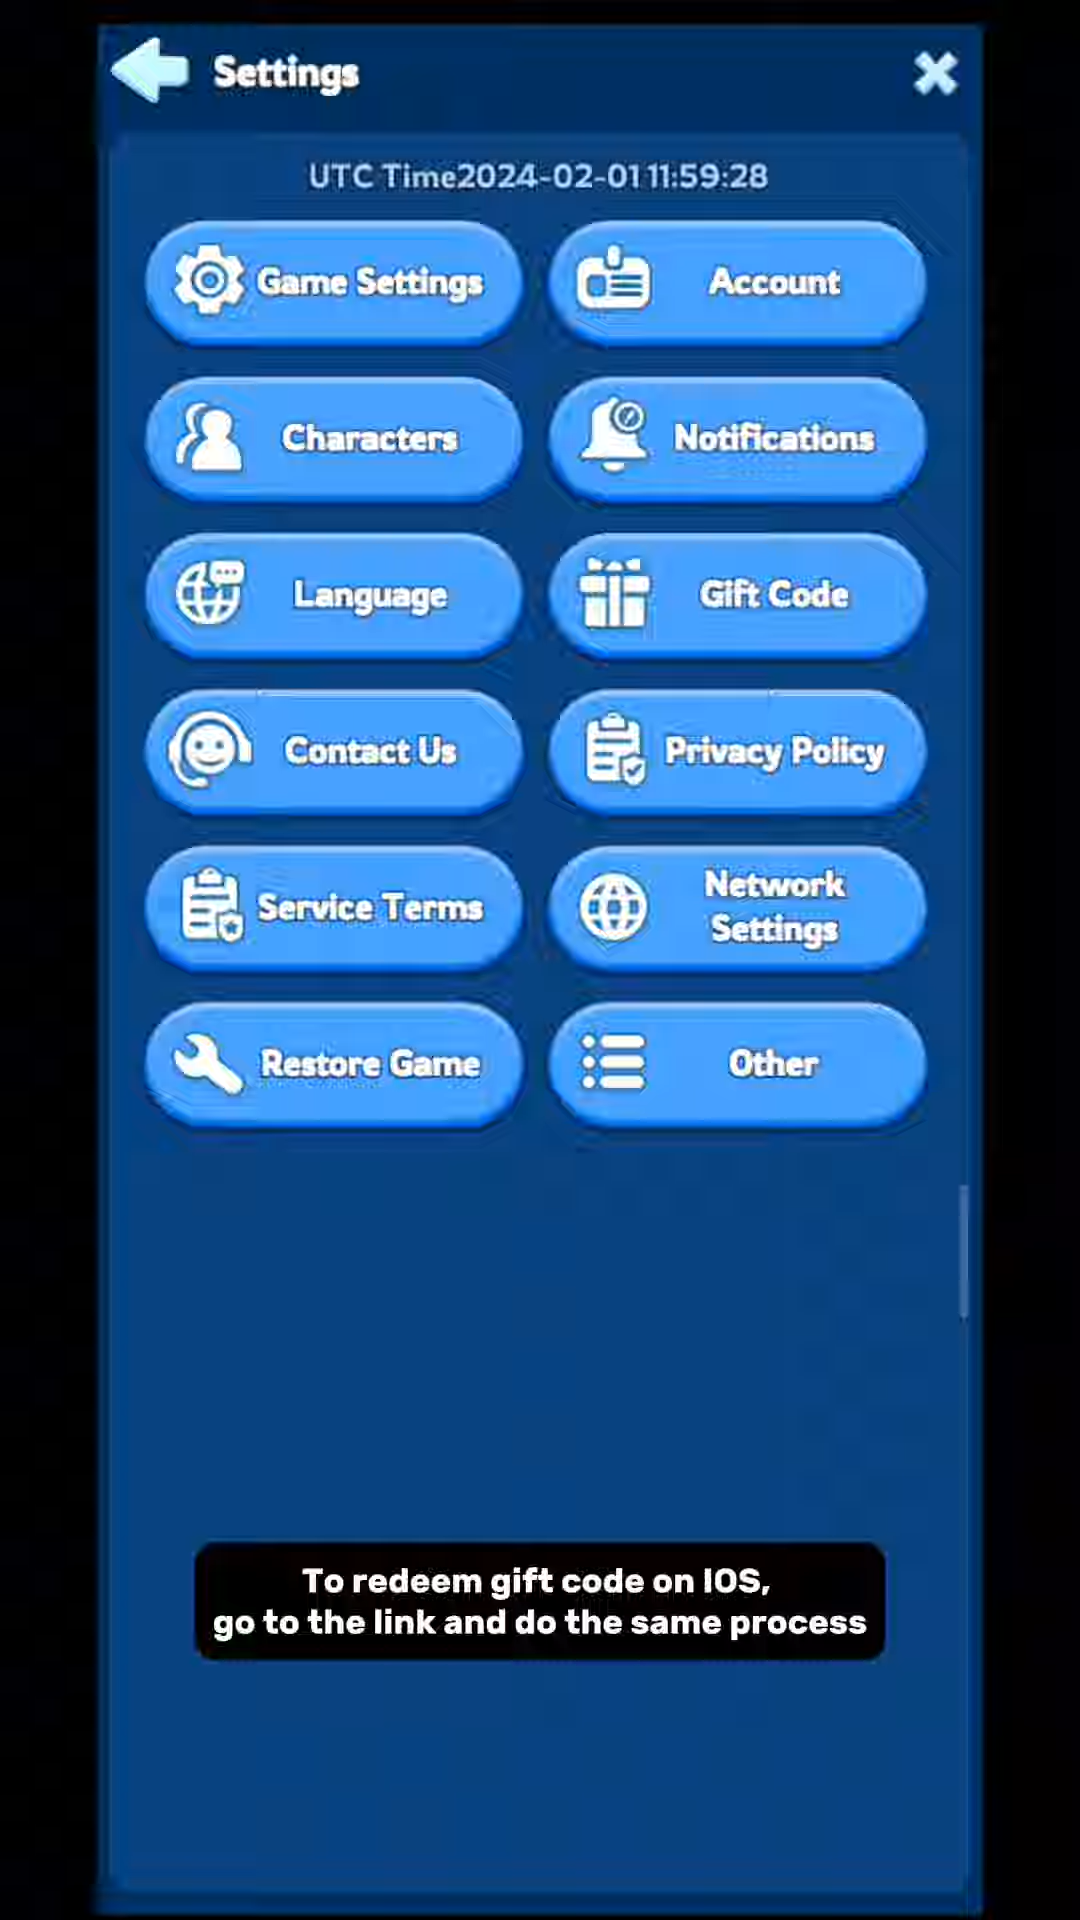 Settings
UTC Time2024-02-01 11:59:28
Game Settings
Account
Characters
Notifications
Language
Gift Code
Contact Us
Privacy Policy
Service Terms
Network
Settings
Restore Game
Other
To redeem gift code on IOS,
go to the link and do the same process